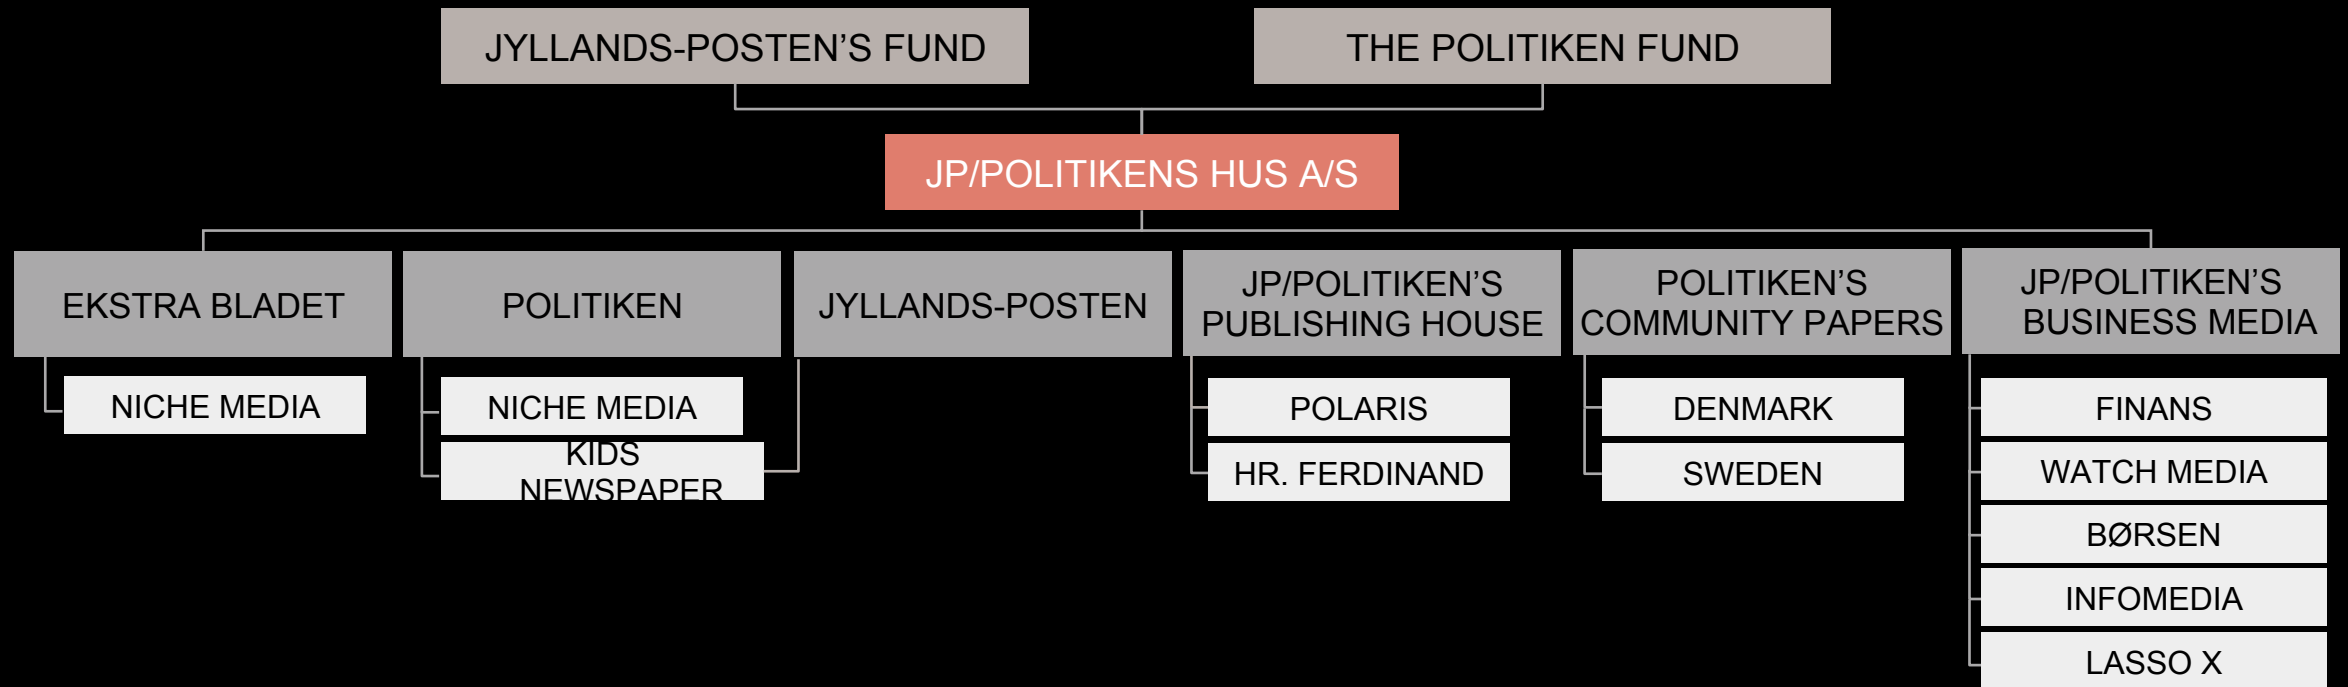 JYLLANDS-POSTEN’S FUND
THE POLITIKEN FUND
JP/POLITIKENS HUS A/S
EKSTRA BLADET
POLITIKEN
JYLLANDS-POSTEN
JP/POLITIKEN’S
PUBLISHING HOUSE
POLITIKEN’S
COMMUNITY PAPERS
JP/POLITIKEN’S
BUSINESS MEDIA
NICHE MEDIA
NICHE MEDIA
KIDS
NEWSPAPER
POLARIS
HR. FERDINAND
DENMARK
SWEDEN
FINANS
WATCH MEDIA
BØRSEN
INFOMEDIA
LASSO X